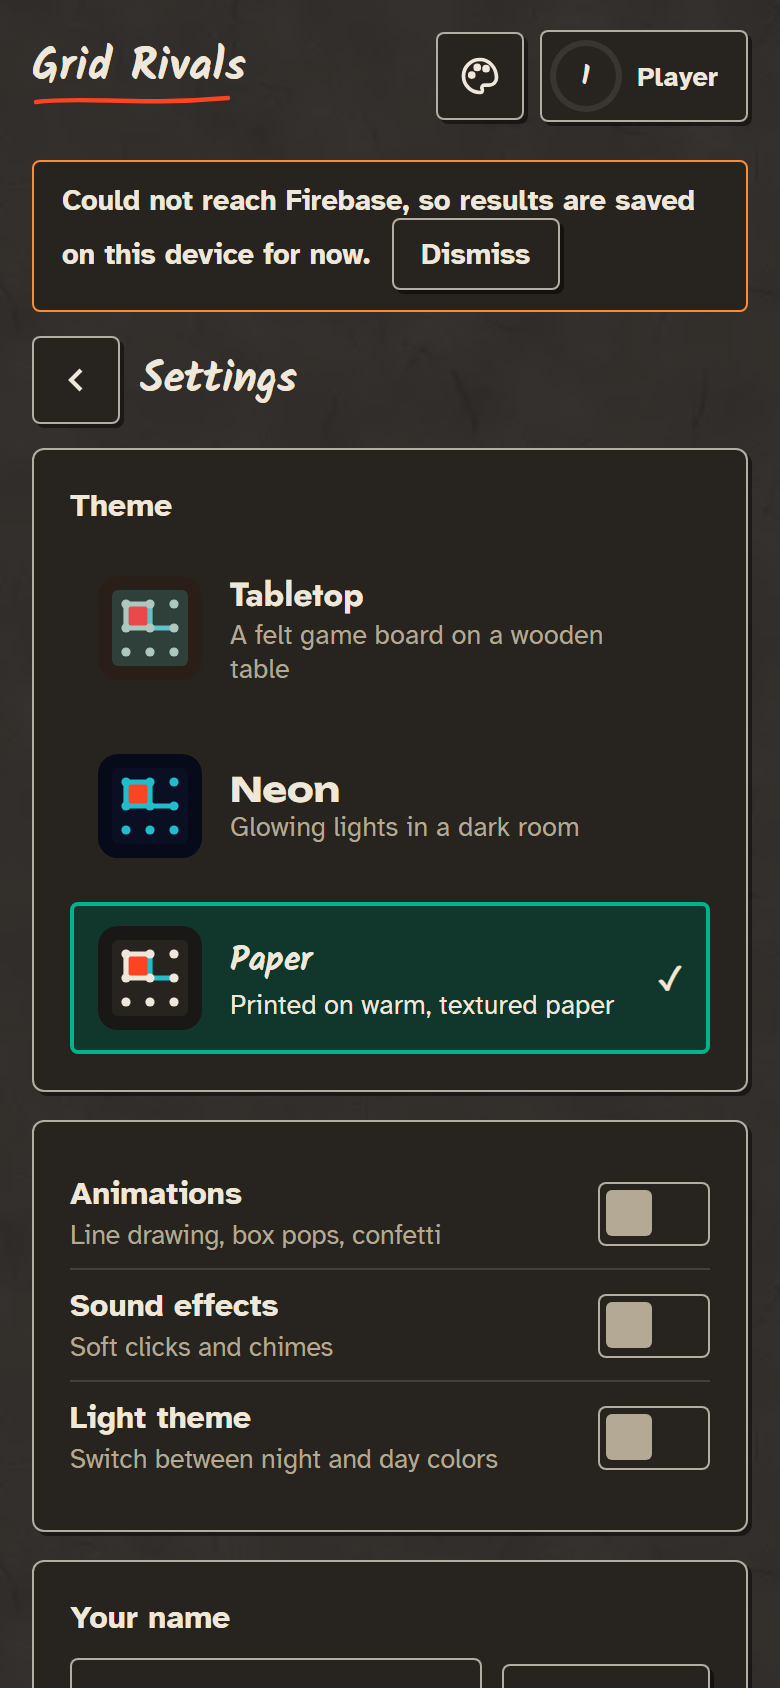 Grid Rivals
1
Player
Could not reach Firebase, so results are saved
on this device for now.
Dismiss
Settings
Theme
Tabletop
A felt game board on a wooden
table
Neon
Glowing lights in a dark room
Paper
Printed on warm, textured paper
Animations
Line drawing, box pops, confetti
Sound effects
Soft clicks and chimes
Light theme
Switch between night and day colors
Your name